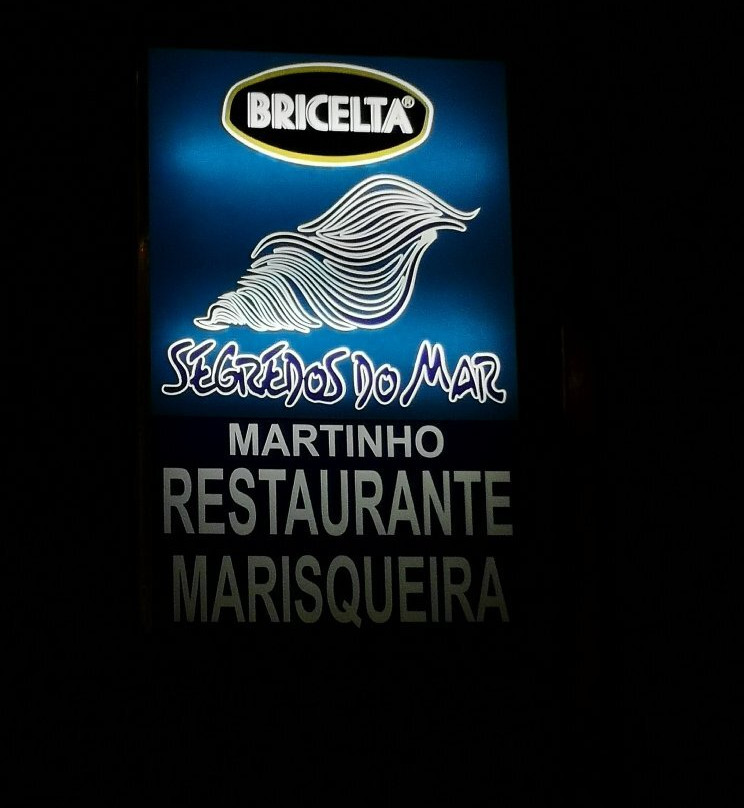 BRICELTA®
SEGREDOS DO MAR
MARTINHO
RESTAURANTE
MARISQUEIRA